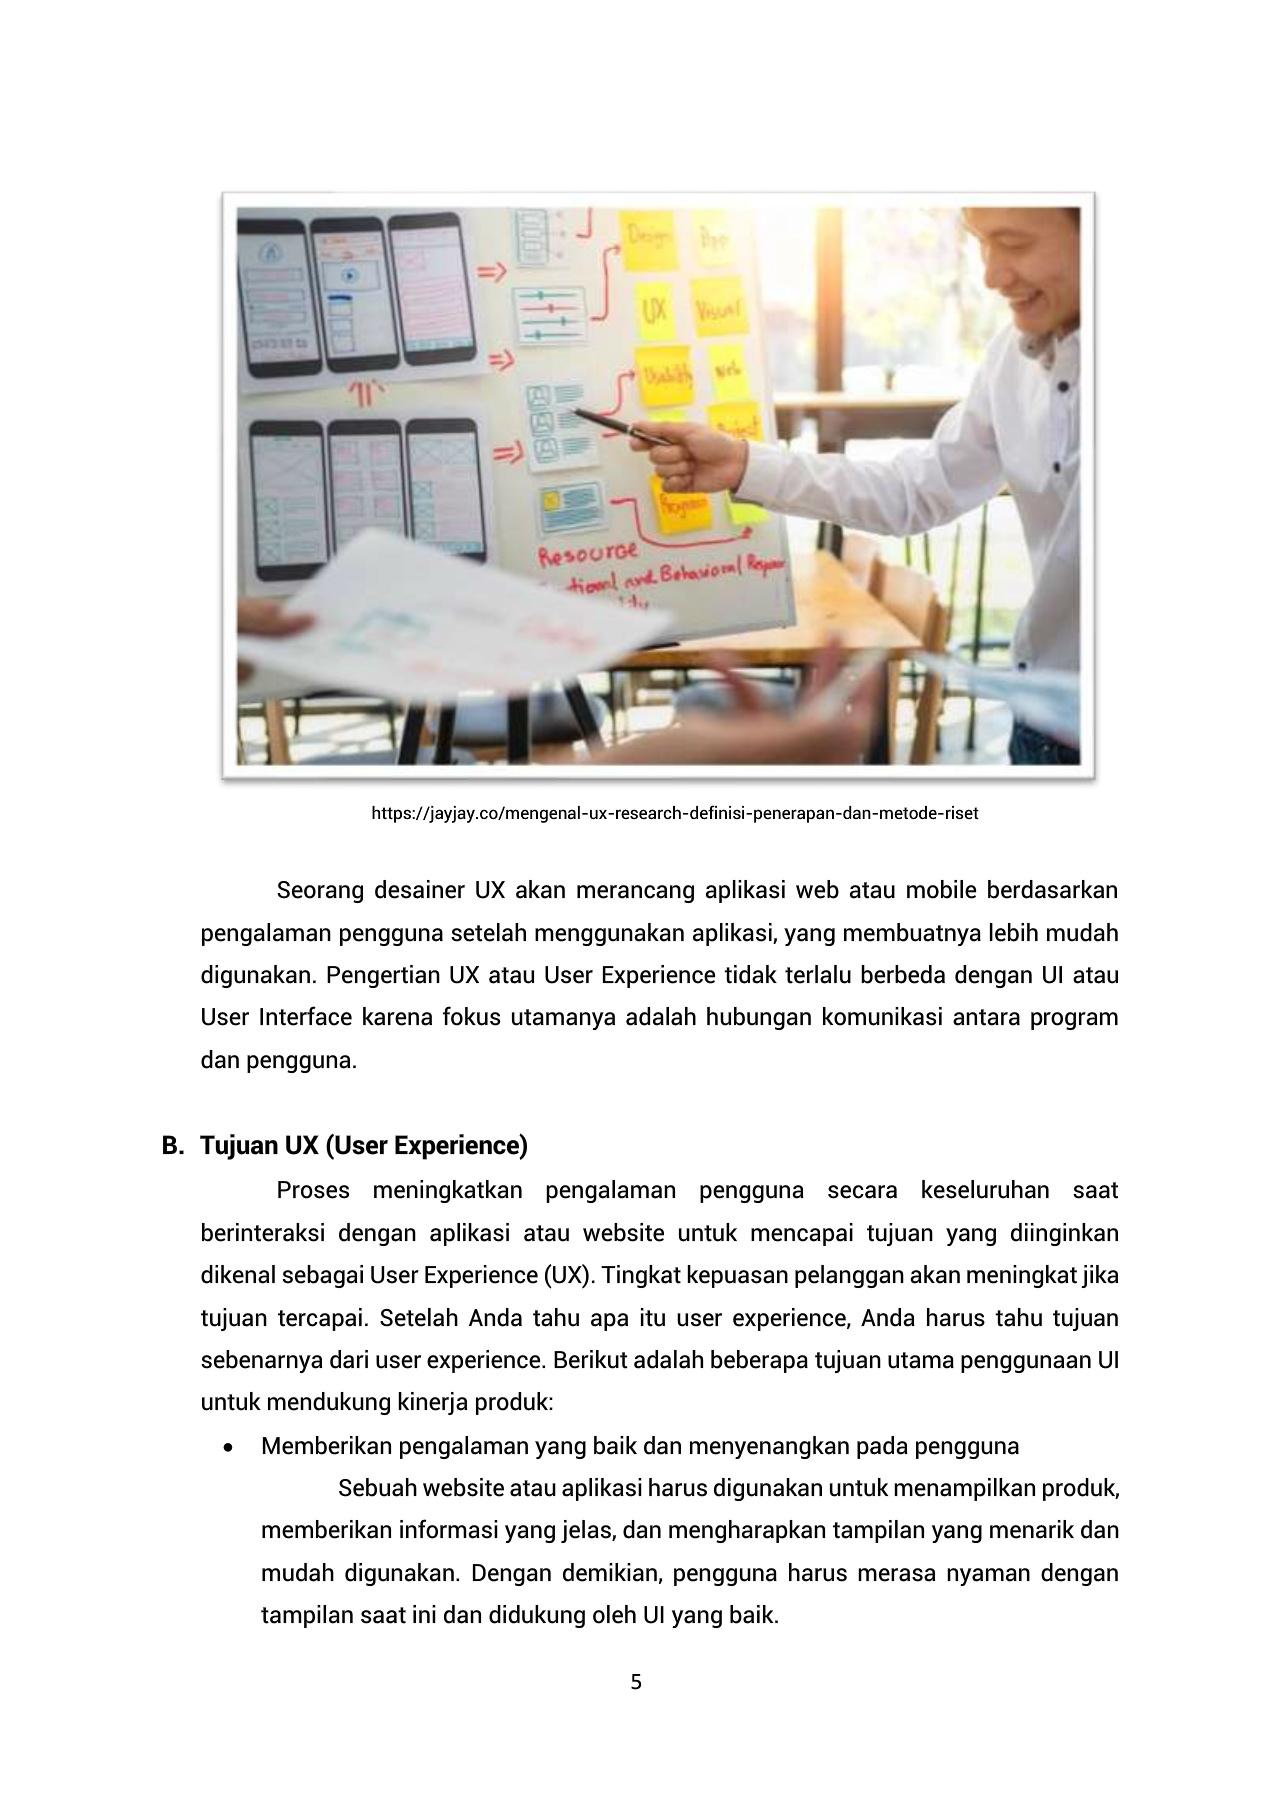 Design
App
UX
Visual
Usability
Web
Project
Resource
and Behavioral
https://jayjay.co/mengenal-ux-research-definisi-penerapan-dan-metode-riset
Seorang desainer UX akan merancang aplikasi web atau mobile berdasarkan
pengalaman pengguna setelah menggunakan aplikasi, yang membuatnya lebih mudah
digunakan. Pengertian UX atau User Experience tidak terlalu berbeda dengan UI atau
User Interface karena fokus utamanya adalah hubungan komunikasi antara program
dan pengguna.
B. Tujuan UX (User Experience)
Proses meningkatkan pengalaman pengguna secara keseluruhan saat
berinteraksi dengan aplikasi atau website untuk mencapai tujuan yang diinginkan
dikenal sebagai User Experience (UX). Tingkat kepuasan pelanggan akan meningkat jika
tujuan tercapai. Setelah Anda tahu apa itu user experience, Anda harus tahu tujuan
sebenarnya dari user experience. Berikut adalah beberapa tujuan utama penggunaan UI
untuk mendukung kinerja produk:
• Memberikan pengalaman yang baik dan menyenangkan pada pengguna
Sebuah website atau aplikasi harus digunakan untuk menampilkan produk,
memberikan informasi yang jelas, dan mengharapkan tampilan yang menarik dan
mudah digunakan. Dengan demikian, pengguna harus merasa nyaman dengan
tampilan saat ini dan didukung oleh UI yang baik.
5